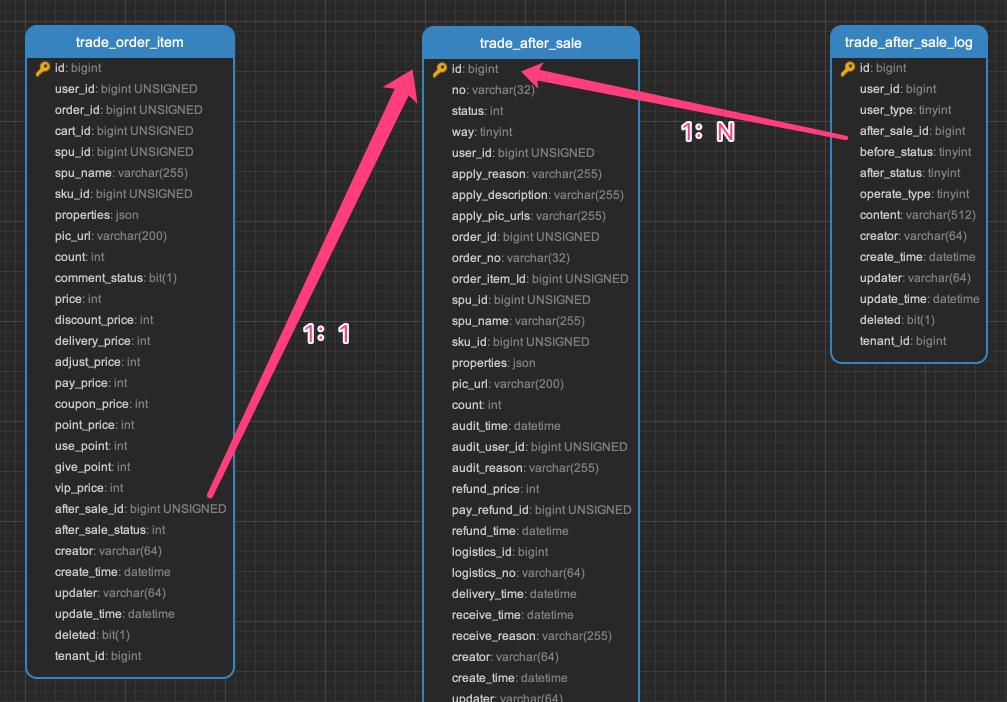 trade_order_item
id: bigint
user_id: bigint UNSIGNED
order_id: bigint UNSIGNED
cart_id: bigint UNSIGNED
spu_id: bigint UNSIGNED
spu_name: varchar(255)
sku_id: bigint UNSIGNED
properties: json
pic_url: varchar(200)
count: int
comment_status: bit(1)
price: int
discount_price: int
delivery_price: int
adjust_price: int
pay_price: int
coupon_price: int
point_price: int
use_point: int
give_point: int
vip_price: int
after_sale_id: bigint UNSIGNED
after_sale_status: int
creator: varchar(64)
create_time: datetime
updater: varchar(64)
update_time: datetime
deleted: bit(1)
tenant_id: bigint
1: 1
trade_after_sale
id: bigint
no: varchar(32)
status: int
way: tinyint
user_id: bigint UNSIGNED
apply_reason: varchar(255)
apply_description: varchar(255)
apply_pic_urls: varchar(255)
order_id: bigint UNSIGNED
order_no: varchar(32)
order_item_Id: bigint UNSIGNED
spu_id: bigint UNSIGNED
spu_name: varchar(255)
sku_id: bigint UNSIGNED
properties: json
pic_url: varchar(200)
count: int
audit_time: datetime
audit_user_id: bigint UNSIGNED
audit_reason: varchar(255)
refund_price: int
pay_refund_id: bigint UNSIGNED
refund_time: datetime
logistics_id: bigint
logistics_no: varchar(64)
delivery_time: datetime
receive_time: datetime
receive_reason: varchar(255)
creator: varchar(64)
create_time: datetime
updater: varchar(64)
1: N
trade_after_sale_log
id: bigint
user_id: bigint
user_type: tinyint
after_sale_id: bigint
before_status: tinyint
after_status: tinyint
operate_type: tinyint
content: varchar(512)
creator: varchar(64)
create_time: datetime
updater: varchar(64)
update_time: datetime
deleted: bit(1)
tenant_id: bigint